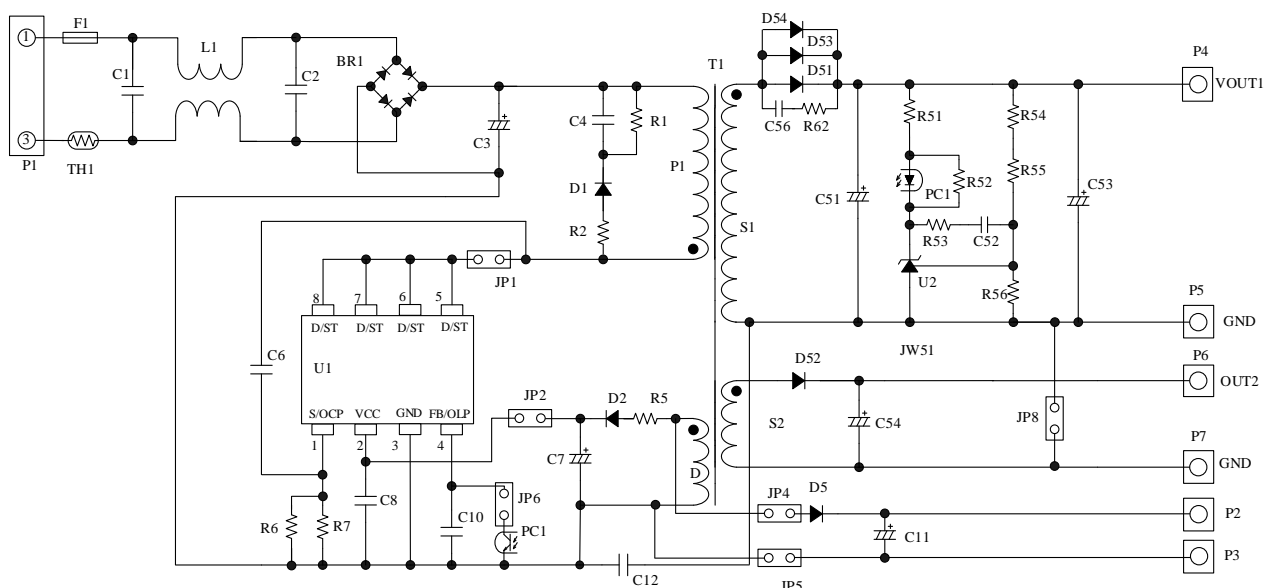 F1
1
L1
C1
C2
BR1
3
P1
TH1
C3
C4
R1
D1
R2
P1
T1
S1
D54
D53
D51
C56
R62
P4
VOUT1
R51
R54
R55
R52
PC1
C51
C53
R53
C52
U2
R56
P5
GND
JW51
JP1
8
7
6
5
D/ST
D/ST
D/ST
D/ST
C6
U1
S/OCP
VCC
GND
FB/OLP
1
2
3
4
JP2
D2
R5
C7
D
S2
D52
C54
P6
OUT2
JP8
P7
GND
R6
R7
C8
C10
JP6
PC1
C12
JP4
D5
C11
P2
JP5
P3